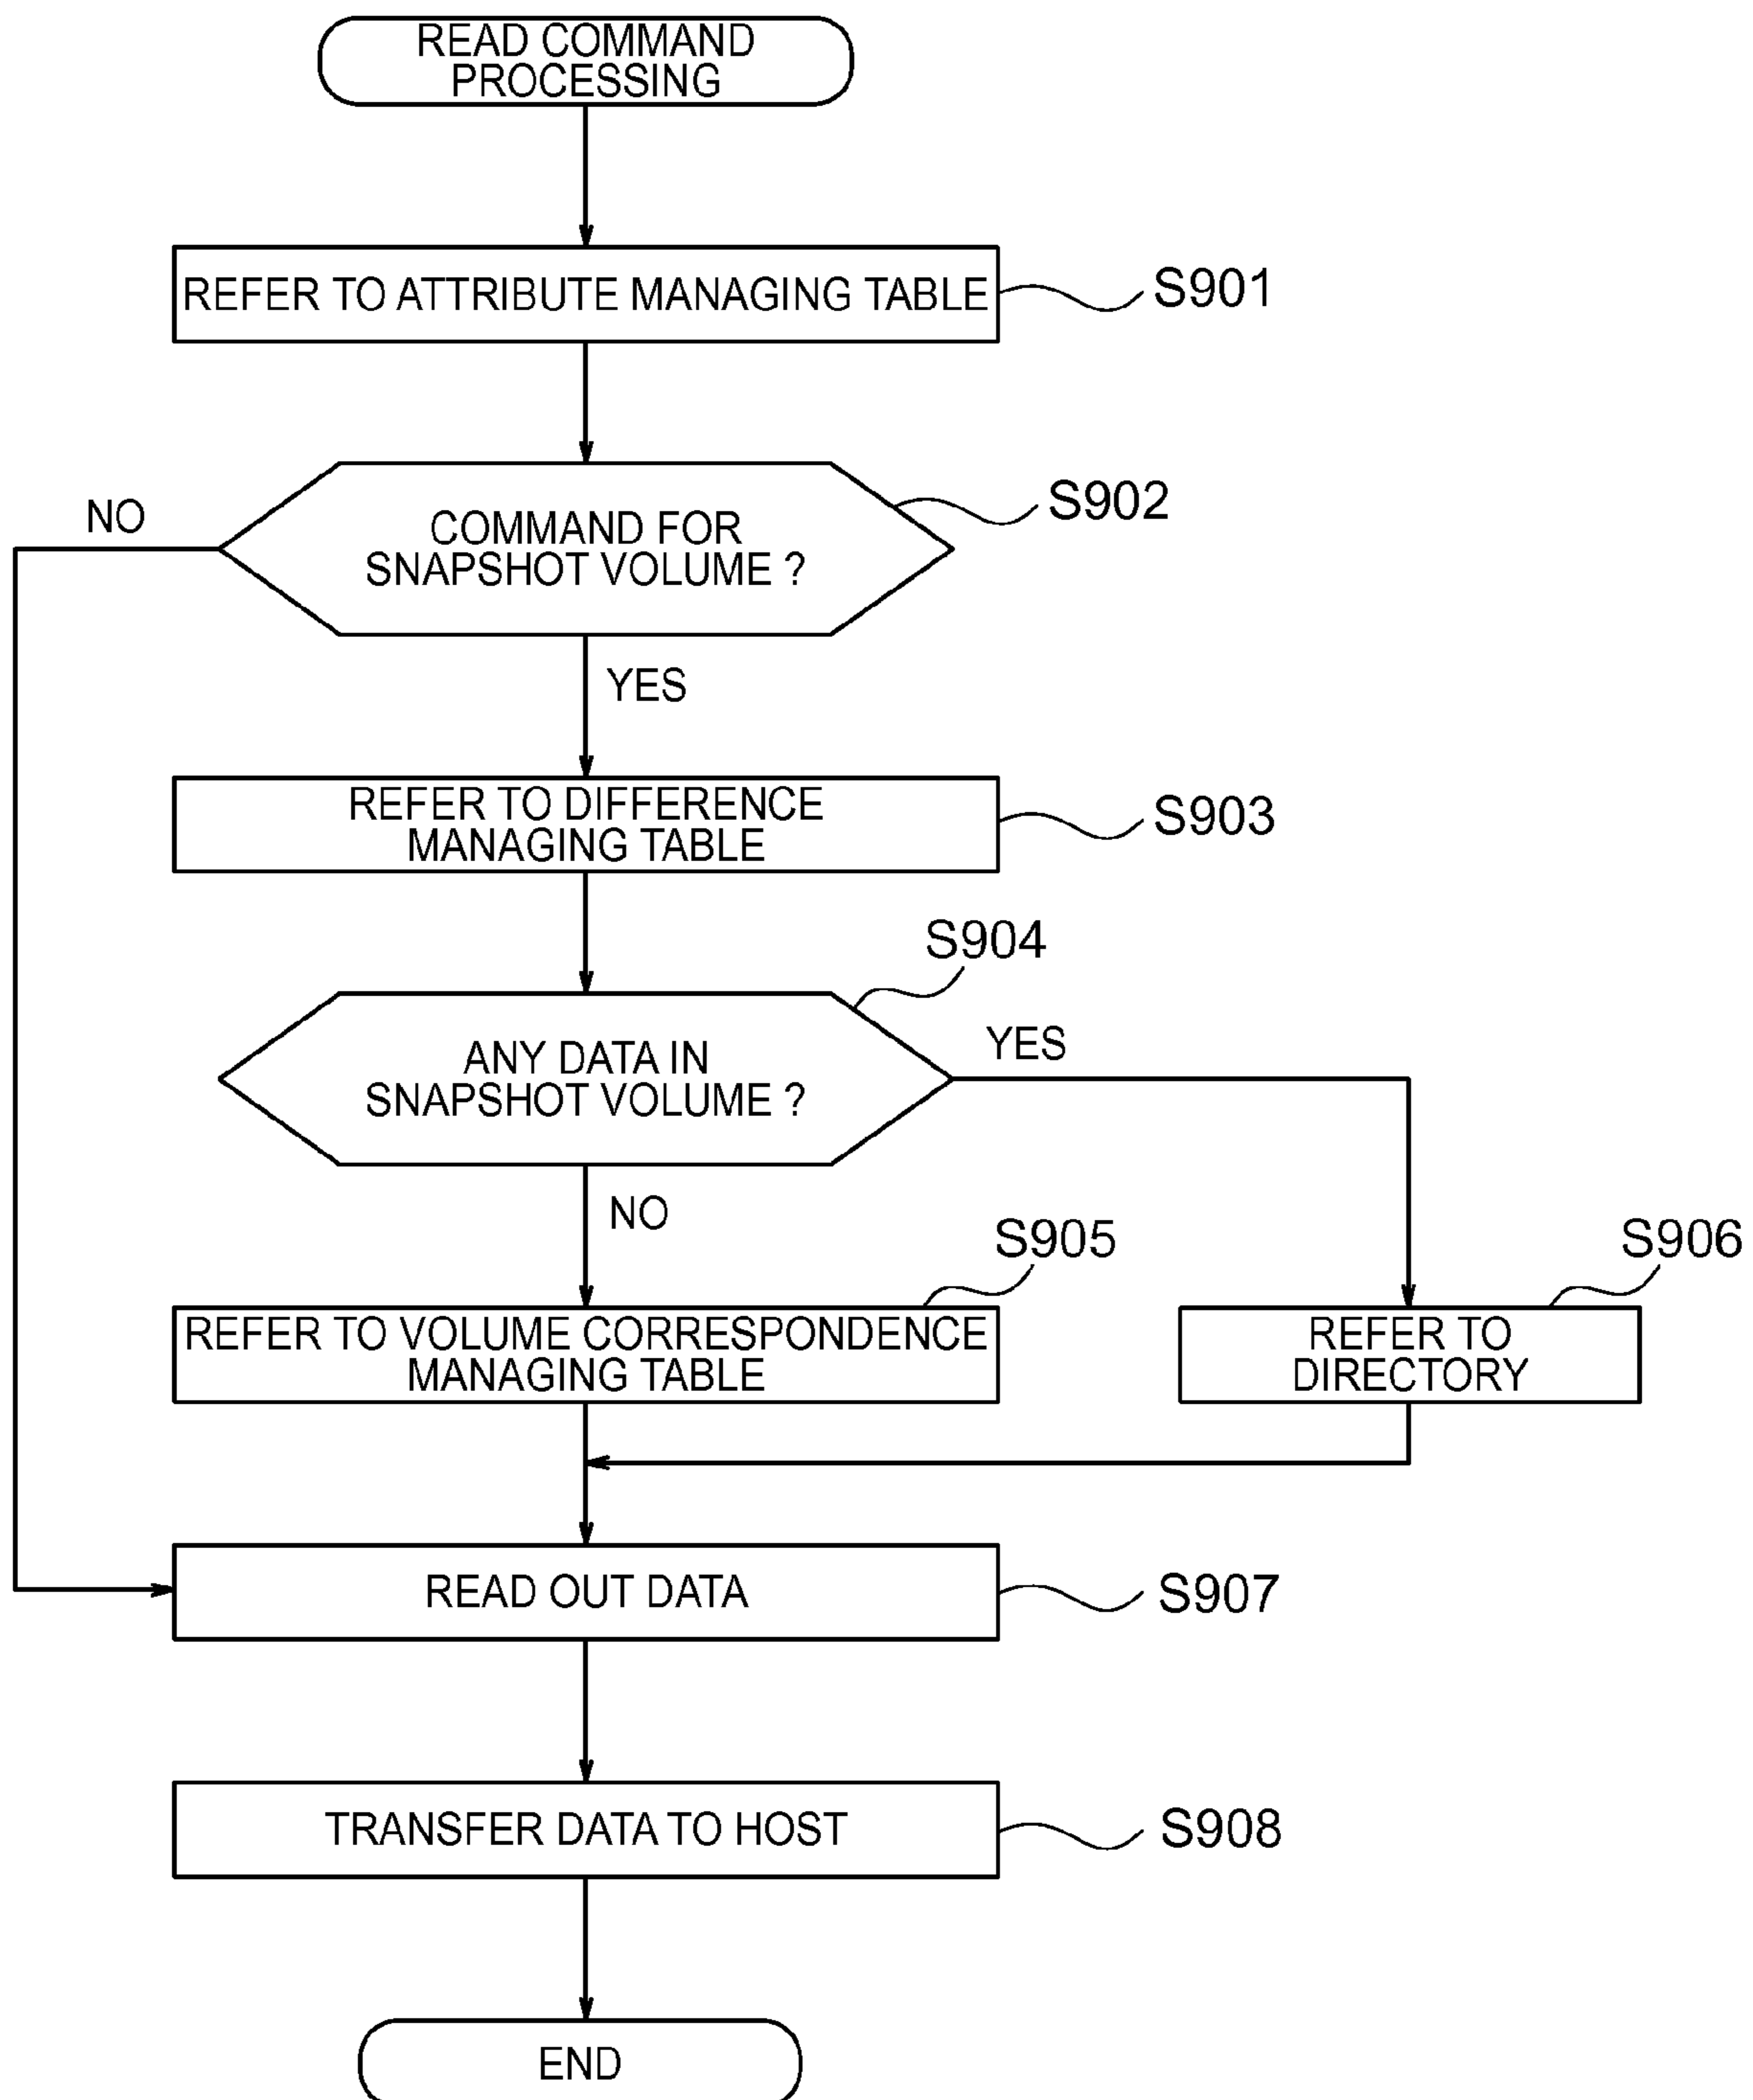 READ COMMAND
PROCESSING
REFER TO ATTRIBUTE MANAGING TABLE
S901
COMMAND FOR
SNAPSHOT VOLUME ?
S902
NO
YES
REFER TO DIFFERENCE
MANAGING TABLE
S903
S904
ANY DATA IN
SNAPSHOT VOLUME ?
YES
NO
S905
REFER TO VOLUME CORRESPONDENCE
MANAGING TABLE
S906
REFER TO
DIRECTORY
READ OUT DATA
S907
TRANSFER DATA TO HOST
S908
END